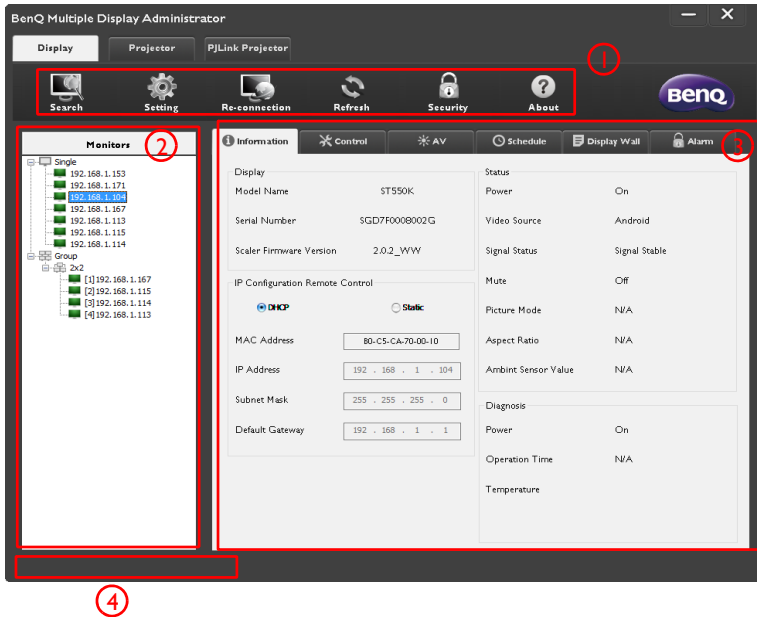 BenQ Multiple Display Administrator
Display Projector PJLink Projector
1
Search Setting Re-connection Refresh Security About
BenQ
Monitors 2
Single
192.168.1.153
192.168.1.171
192.168.1.104
192.168.1.167
192.168.1.113
192.168.1.115
192.168.1.114
Group
2x2
[1]192.168.1.167
[2]192.168.1.115
[3]192.168.1.114
[4]192.168.1.113
Information Control AV Schedule Display Wall Alarm 3
Display
Model Name ST550K
Serial Number SGD7F0008002G
Scaler Firmware Version 2.0.2_WW
IP Configuration Remote Control
DHCP Static
MAC Address B0-C5-CA-70-00-10
IP Address 192 . 168 . 1 . 104
Subnet Mask 255 . 255 . 255 . 0
Default Gateway 192 . 168 . 1 . 1
Status
Power On
Video Source Android
Signal Status Signal Stable
Mute Off
Picture Mode N/A
Aspect Ratio N/A
Ambint Sensor Value N/A
Diagnosis
Power On
Operation Time N/A
Temperature
4